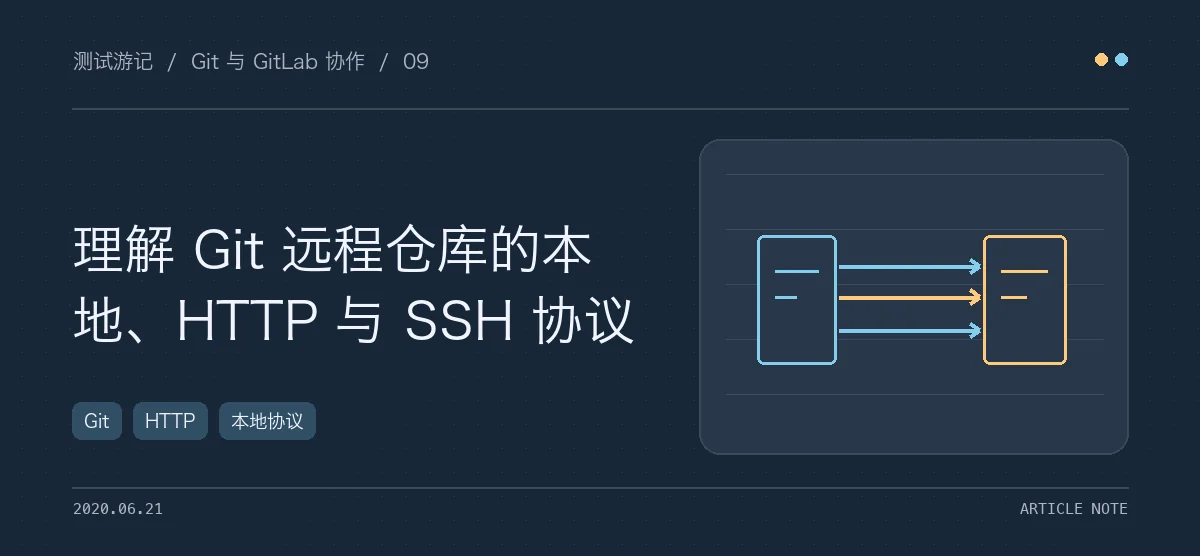 测试游记 / Git 与 GitLab 协作 / 09
理解 Git 远程仓库的本
地、HTTP 与 SSH 协议
Git HTTP 本地协议
2020.06.21 ARTICLE NOTE